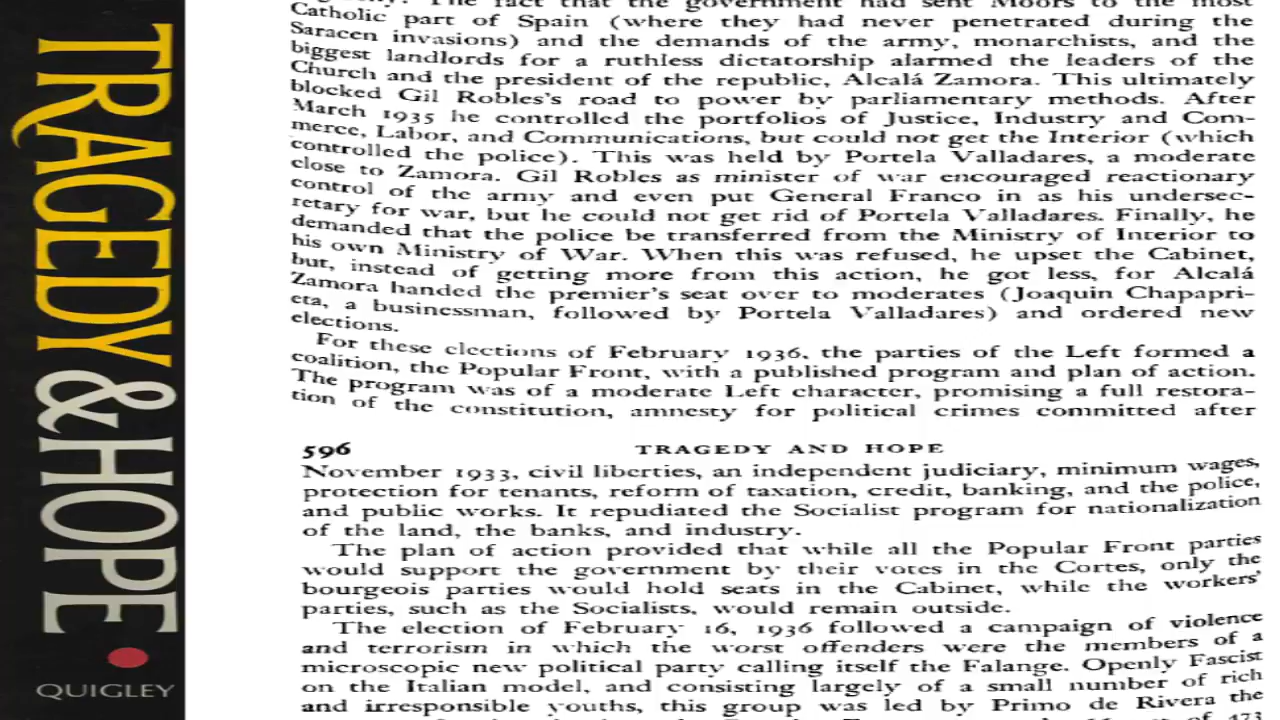 TRAGEDY & HOPE
QUIGLEY
The fact that the government had sent Moors to the most
Catholic part of Spain (where they had never penetrated during the
Saracen invasions) and the demands of the army, monarchists, and the
biggest landlords for a ruthless dictatorship alarmed the leaders of the
Church and the president of the republic, Alcalá Zamora. This ultimately
blocked Gil Robles's road to power by parliamentary methods. After
March 1935 he controlled the portfolios of Justice, Industry and Com-
merce, Labor, and Communications, but could not get the Interior (which
controlled the police). This was held by Portela Valladares, a moderate
close to Zamora. Gil Robles as minister of war encouraged reactionary
control of the army and even put General Franco in as his undersec-
retary for war, but he could not get rid of Portela Valladares. Finally, he
demanded that the police be transferred from the Ministry of Interior to
his own Ministry of War. When this was refused, he upset the Cabinet,
but, instead of getting more from this action, he got less, for Alcalá
Zamora handed the premier's seat over to moderates (Joaquin Chapapri-
eta, a businessman, followed by Portela Valladares) and ordered new
elections.
For these elections of February 1936, the parties of the Left formed a
coalition, the Popular Front, with a published program and plan of action.
The program was of a moderate Left character, promising a full restora-
tion of the constitution, amnesty for political crimes committed after
596 TRAGEDY AND HOPE
November 1933, civil liberties, an independent judiciary, minimum wages,
protection for tenants, reform of taxation, credit, banking, and the police,
and public works. It repudiated the Socialist program for nationalization
of the land, the banks, and industry.
The plan of action provided that while all the Popular Front parties
would support the government by their votes in the Cortes, only the
bourgeois parties would hold seats in the Cabinet, while the workers'
parties, such as the Socialists, would remain outside.
The election of February 16, 1936 followed a campaign of violence
and terrorism in which the worst offenders were the members of a
microscopic new political party calling itself the Falange. Openly Fascist
on the Italian model, and consisting largely of a small number of rich
and irresponsible youths, this group was led by Primo de Rivera the